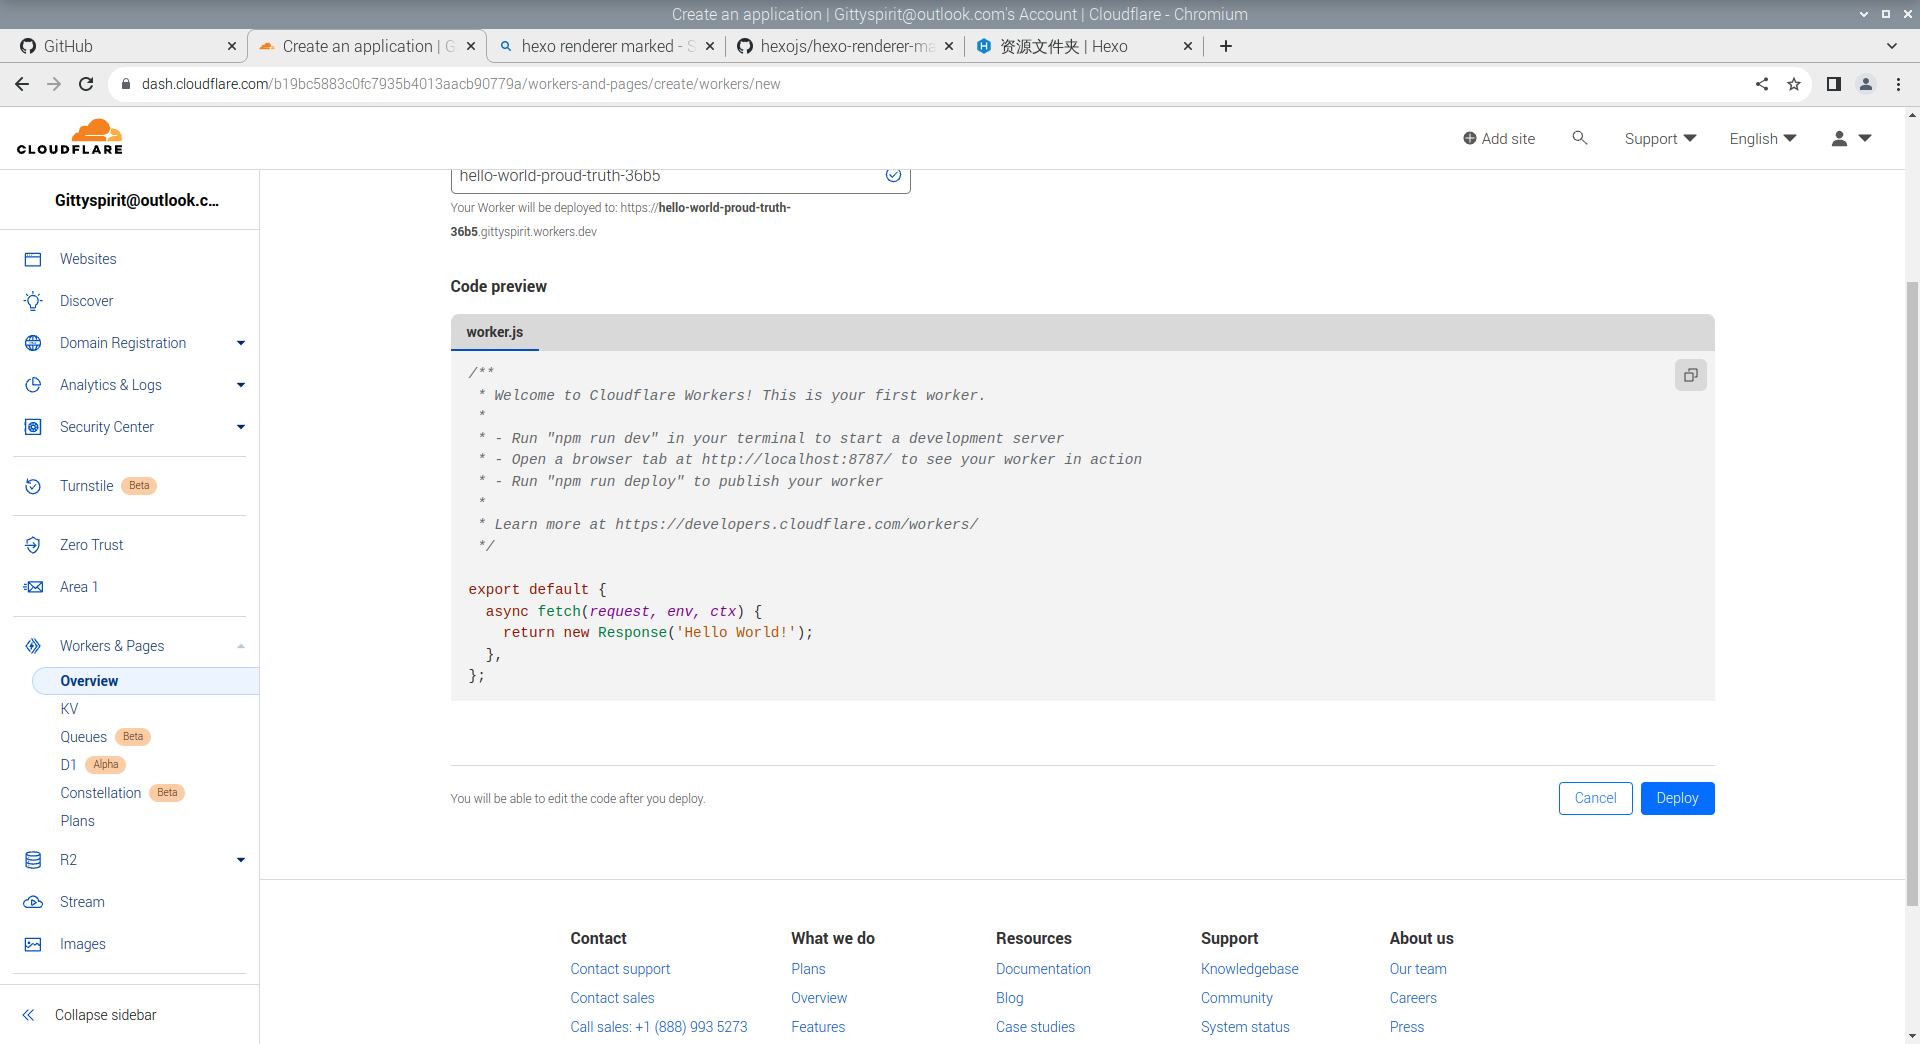 Create an application | Gittyspirit@outlook.com's Account | Cloudflare - Chromium
GitHub
Create an application | G
hexo renderer marked - S
hexojs/hexo-renderer-ma
资源文件夹 | Hexo
dash.cloudflare.com/b19bc5883c0fc7935b4013aacb90779a/workers-and-pages/create/workers/new
CLOUDFLARE
Add site
Support
English
Gittyspirit@outlook.c...
Websites
Discover
Domain Registration
Analytics & Logs
Security Center
Turnstile Beta
Zero Trust
Area 1
Workers & Pages
Overview
KV
Queues Beta
D1 Alpha
Constellation Beta
Plans
R2
Stream
Images
Collapse sidebar
hello-world-proud-truth-36b5
Your Worker will be deployed to: https://hello-world-proud-truth-
36b5.gittyspirit.workers.dev
Code preview
worker.js
/**
* Welcome to Cloudflare Workers! This is your first worker.
*
* - Run "npm run dev" in your terminal to start a development server
* - Open a browser tab at http://localhost:8787/ to see your worker in action
* - Run "npm run deploy" to publish your worker
*
* Learn more at https://developers.cloudflare.com/workers/
*/
export default {
async fetch(request, env, ctx) {
return new Response('Hello World!');
},
};
You will be able to edit the code after you deploy.
Cancel
Deploy
Contact
Contact support
Contact sales
Call sales: +1 (888) 993 5273
What we do
Plans
Overview
Features
Resources
Documentation
Blog
Case studies
Support
Knowledgebase
Community
System status
About us
Our team
Careers
Press